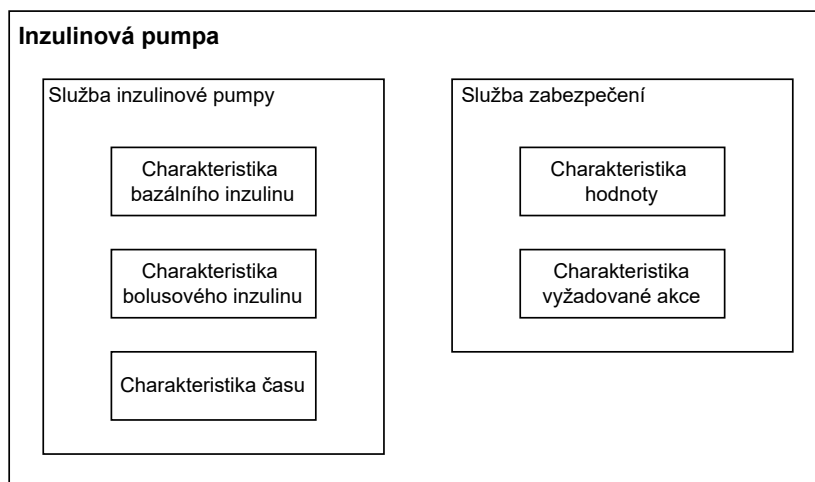 Inzulinová pumpa
Služba inzulinové pumpy
Charakteristika
bazálního inzulinu
Charakteristika
bolusového inzulinu
Charakteristika času
Služba zabezpečení
Charakteristika
hodnoty
Charakteristika
vyžadované akce